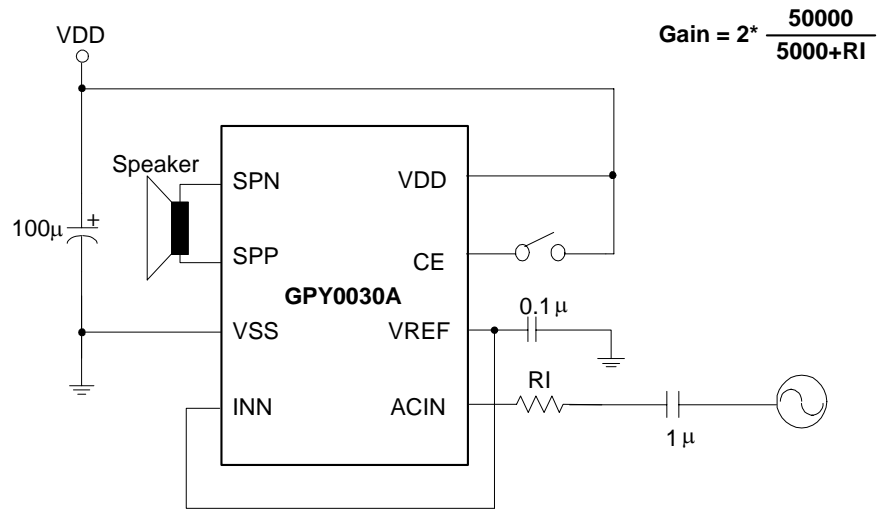 Gain = 2* 50000
5000+RI
VDD
Speaker
SPN
VDD
100μ
+
SPP
CE
GPY0030A
0.1μ
VSS
VREF
RI
INN
ACIN
1μ